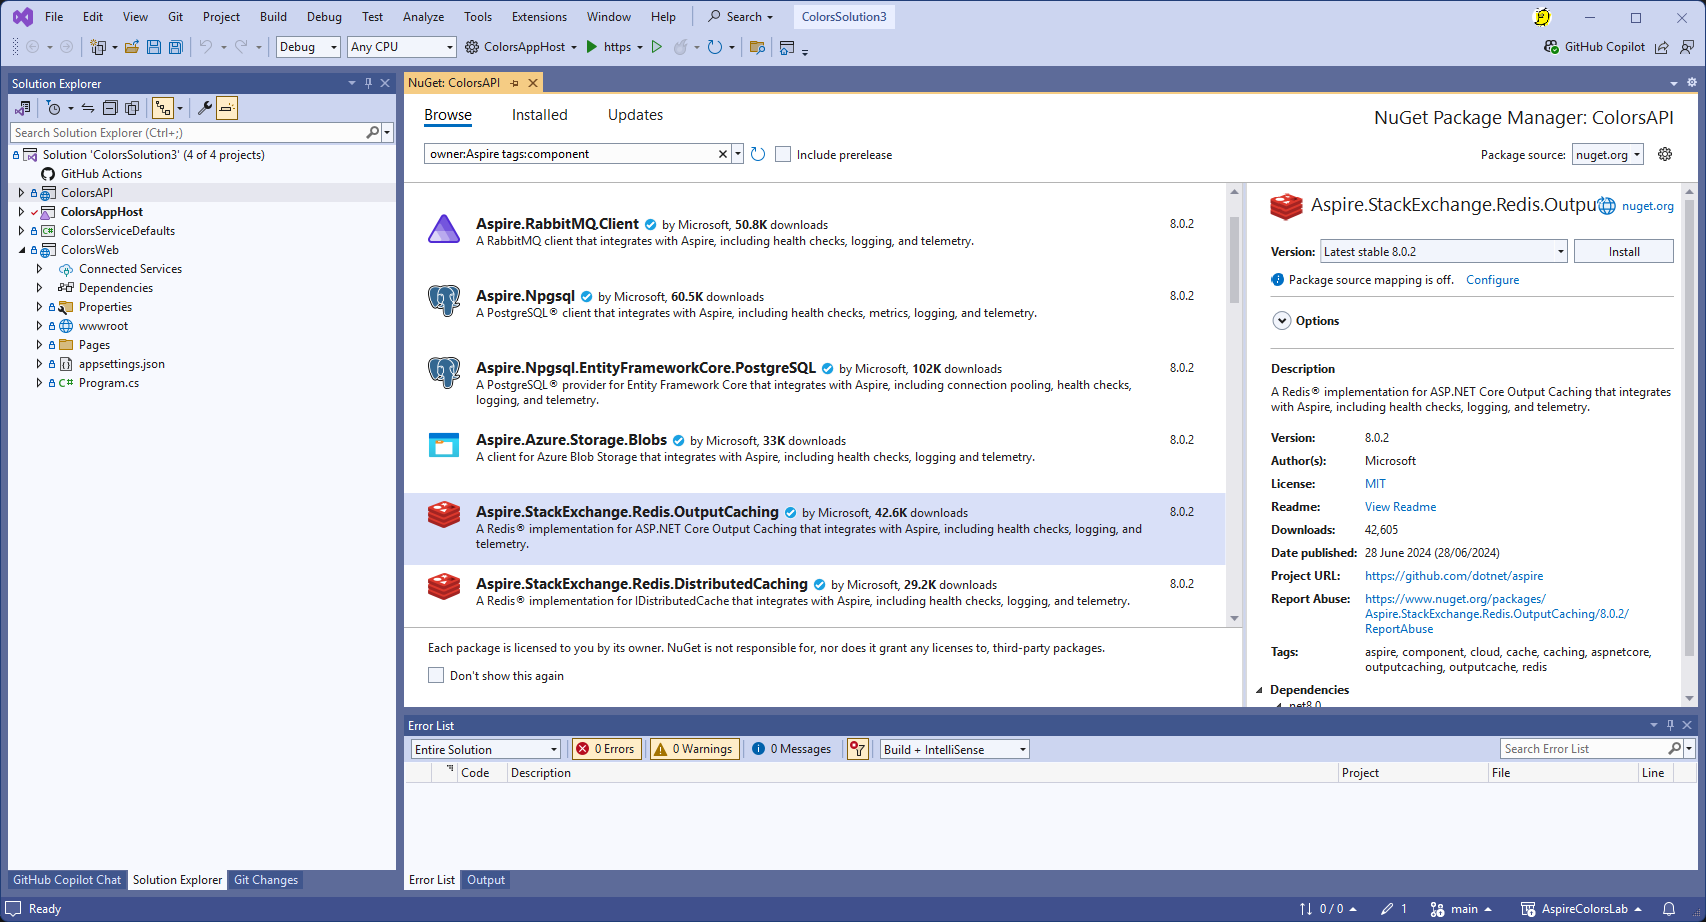 File Edit View Git Project Build Debug Test Analyze Tools Extensions Window Help Search ColorsSolution3
Debug Any CPU ColorsAppHost https GitHub Copilot
Solution Explorer
Search Solution Explorer (Ctrl+;)
Solution 'ColorsSolution3' (4 of 4 projects)
GitHub Actions
ColorsAPI
ColorsAppHost
ColorsServiceDefaults
ColorsWeb
Connected Services
Dependencies
Properties
wwwroot
Pages
appsettings.json
C# Program.cs
GitHub Copilot Chat Solution Explorer Git Changes
NuGet: ColorsAPI
Browse Installed Updates
NuGet Package Manager: ColorsAPI
owner:Aspire tags:component
Include prerelease
Package source: nuget.org
Aspire.RabbitMQ.Client by Microsoft, 50.8K downloads 8.0.2
A RabbitMQ client that integrates with Aspire, including health checks, logging, and telemetry.
Aspire.Npgsql by Microsoft, 60.5K downloads 8.0.2
A PostgreSQL® client that integrates with Aspire, including health checks, metrics, logging, and telemetry.
Aspire.Npgsql.EntityFrameworkCore.PostgreSQL by Microsoft, 102K downloads 8.0.2
A PostgreSQL® provider for Entity Framework Core that integrates with Aspire, including connection pooling, health checks,
logging, and telemetry.
Aspire.Azure.Storage.Blobs by Microsoft, 33K downloads 8.0.2
A client for Azure Blob Storage that integrates with Aspire, including health checks, logging and telemetry.
Aspire.StackExchange.Redis.OutputCaching by Microsoft, 42.6K downloads 8.0.2
A Redis® implementation for ASP.NET Core Output Caching that integrates with Aspire, including health checks, logging, and
telemetry.
Aspire.StackExchange.Redis.DistributedCaching by Microsoft, 29.2K downloads 8.0.2
A Redis® implementation for IDistributedCache that integrates with Aspire, including health checks, logging, and telemetry.
Each package is licensed to you by its owner. NuGet is not responsible for, nor does it grant any licenses to, third-party packages.
Don't show this again
Aspire.StackExchange.Redis.Outpu nuget.org
Version: Latest stable 8.0.2 Install
Package source mapping is off. Configure
Options
Description
A Redis® implementation for ASP.NET Core Output Caching that integrates
with Aspire, including health checks, logging, and telemetry.
Version: 8.0.2
Author(s): Microsoft
License: MIT
Readme: View Readme
Downloads: 42,605
Date published: 28 June 2024 (28/06/2024)
Project URL: https://github.com/dotnet/aspire
Report Abuse: https://www.nuget.org/packages/
Aspire.StackExchange.Redis.OutputCaching/8.0.2/
ReportAbuse
Tags: aspire, component, cloud, cache, caching, aspnetcore,
outputcaching, outputcache, redis
Dependencies
net8.0
Error List
Entire Solution 0 Errors 0 Warnings 0 Messages Build + IntelliSense Search Error List
Code Description Project File Line
Error List Output
Ready 0 / 0 1 main AspireColorsLab